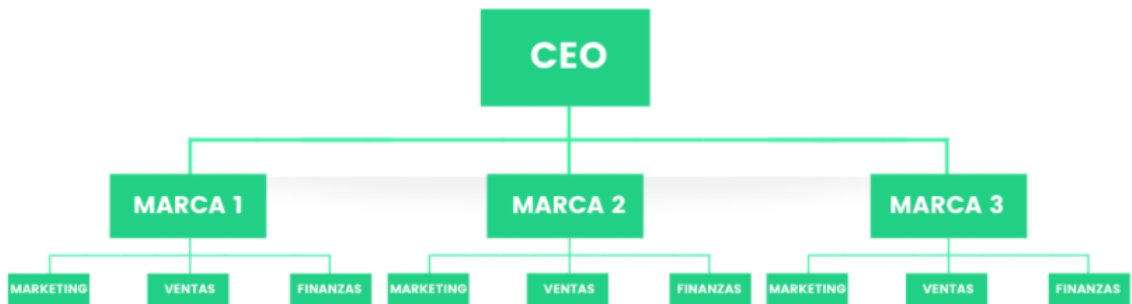 CEO
MARCA 1
MARCA 2
MARCA 3
MARKETING
VENTAS
FINANZAS
MARKETING
VENTAS
FINANZAS
MARKETING
VENTAS
FINANZAS